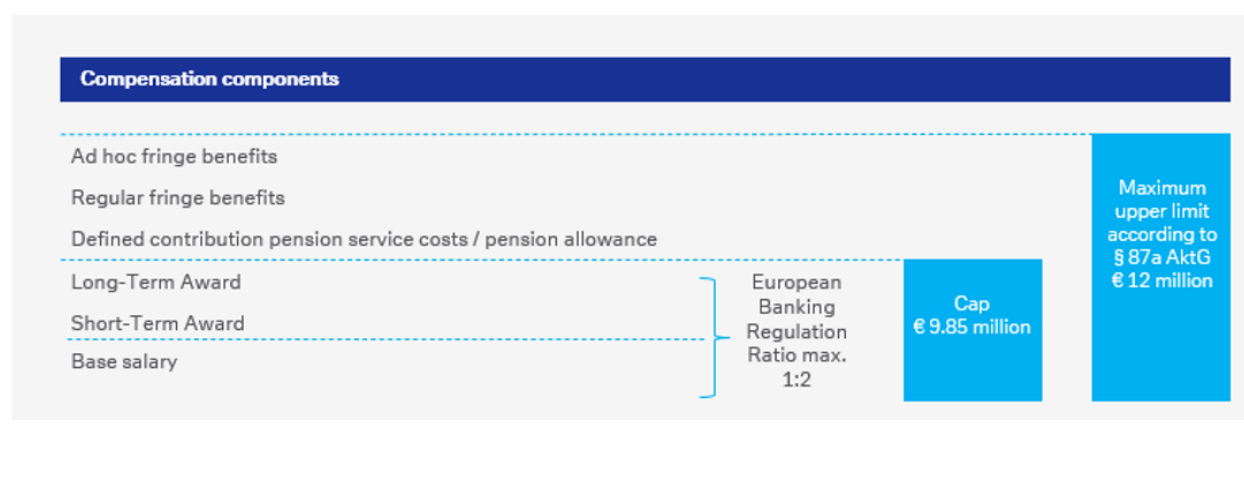 Compensation components
Ad hoc fringe benefits
Regular fringe benefits
Defined contribution pension service costs / pension allowance
Long-Term Award
Short-Term Award
Base salary
European
Banking
Regulation
Ratio max.
1:2
Cap
€ 9.85 million
Maximum
upper limit
according to
§ 87a AktG
€ 12 million